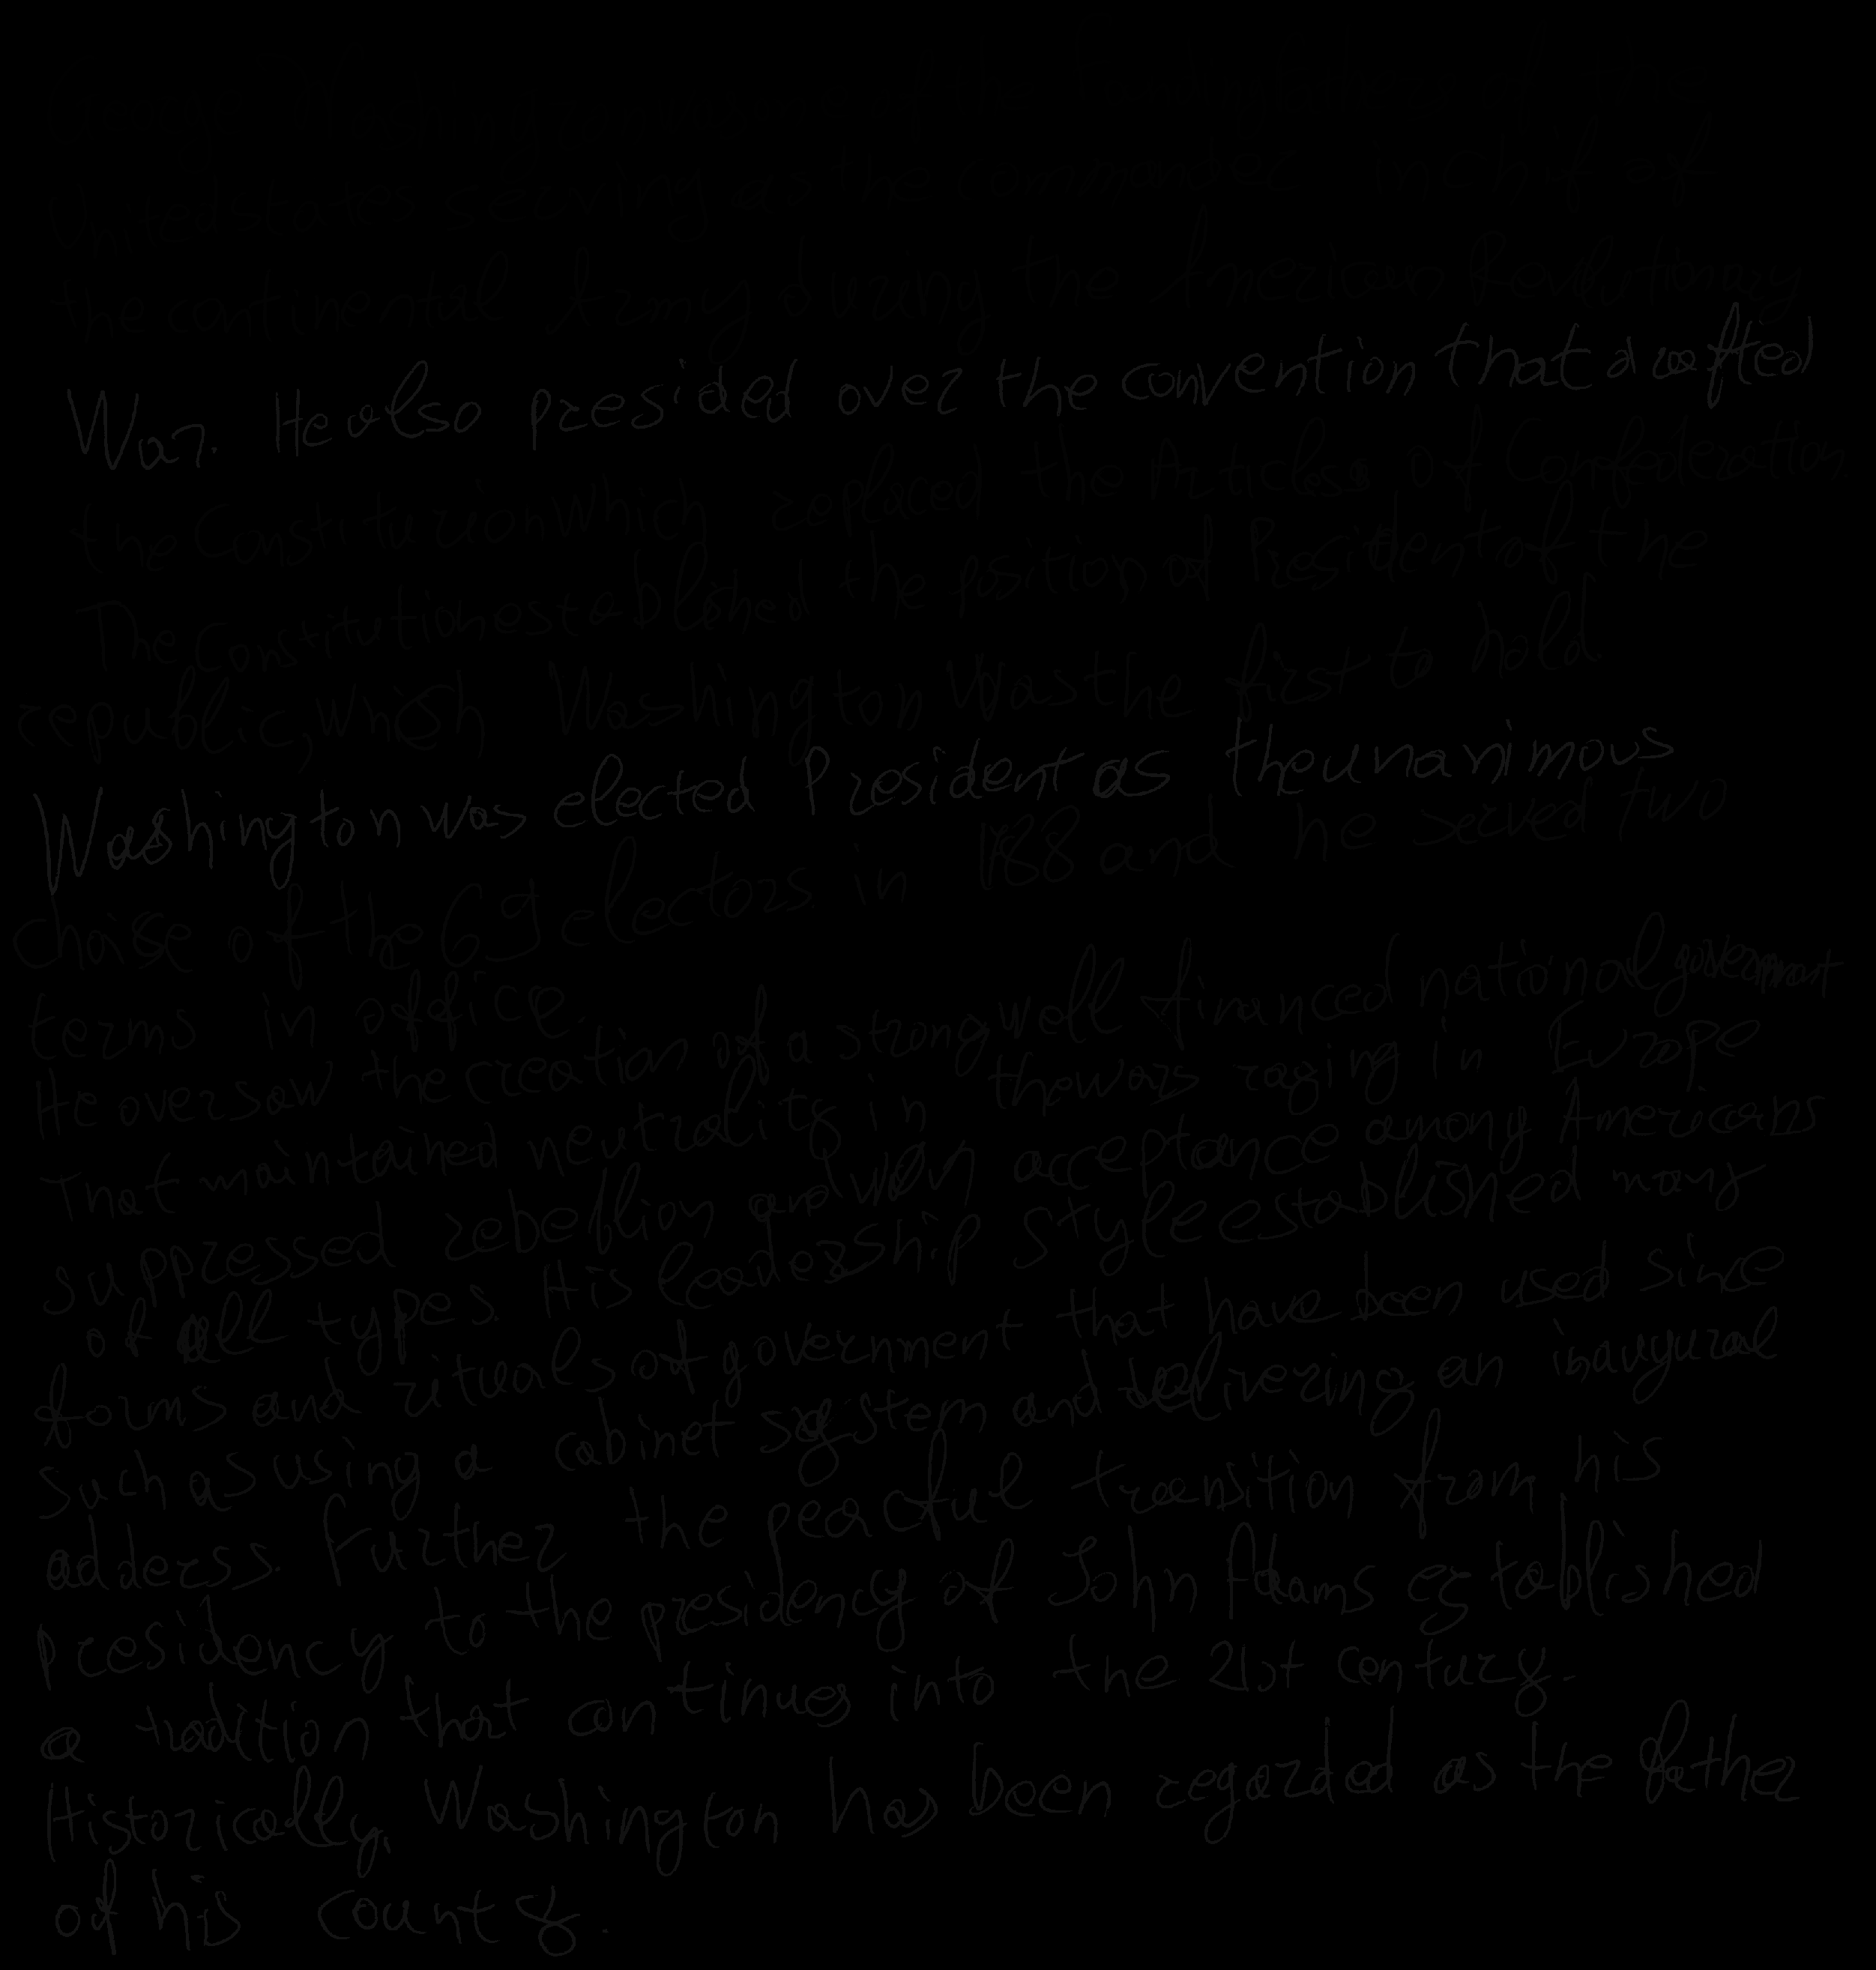 United states serving as the commander inchif of
the continental Army during the American Revolutionary
War. He also presided over the convention that drafted
the Constituzion which replaced the Articles of Confederation.
The Constitution established the position of President of the
republic, which Washington was the first to hold.
Washington was elected President as the unanimous
choise of the 69 electors in 1788 and he served two
terms in office.
He oversaw the creation of a strong well financed national government
That maintained neutrality in the wars raging in Europe
suppressed rebellion and won acceptance among Americans
of all types. His leadership style established many
forms and rituals of government that have been used since
such as using a cabinet system and delivering an inaugural
adderss. Further the peacful transition from his
presidency to the presidency of John Adams established
a tradition that continues into the 21st century.
Historically, Washington has been regarded as the father
of his county.